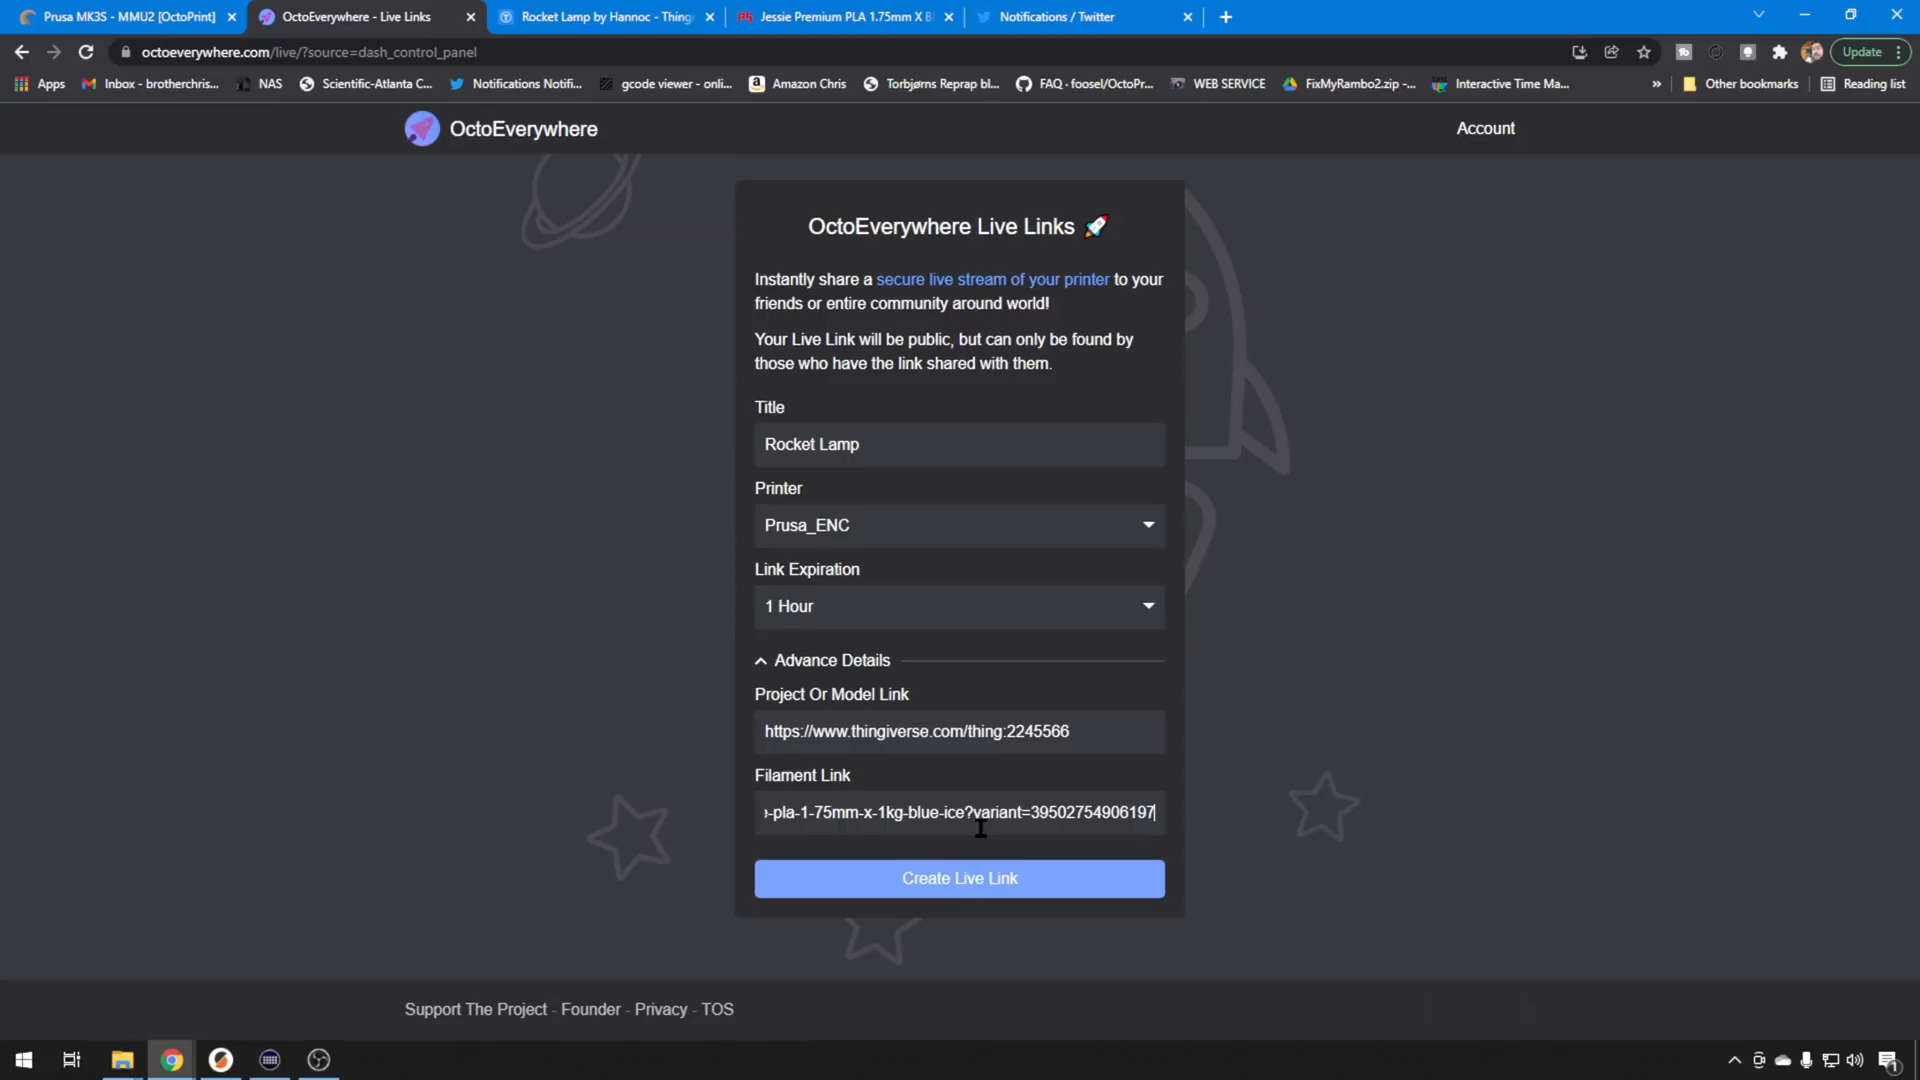 Prusa MK3S - MMU2 [OctoPrint]
OctoEverywhere - Live Links
Rocket Lamp by Hannoc - Thing
Jessie Premium PLA 1.75mm X B
Notifications / Twitter
octoeverywhere.com/live/?source=dash_control_panel
Update
Apps
Inbox - brotherchris...
NAS
Scientific-Atlanta C...
Notifications Notifi...
gcode viewer - onli...
Amazon Chris
Torbjørns Reprap bl...
FAQ · foosel/OctoPr...
WEB SERVICE
FixMyRambo2.zip -...
Interactive Time Ma...
Other bookmarks
Reading list
OctoEverywhere
Account
OctoEverywhere Live Links 🚀
Instantly share a secure live stream of your printer to your
friends or entire community around world!
Your Live Link will be public, but can only be found by
those who have the link shared with them.
Title
Rocket Lamp
Printer
Prusa_ENC
Link Expiration
1 Hour
Advance Details
Project Or Model Link
https://www.thingiverse.com/thing:2245566
Filament Link
e-pla-1-75mm-x-1kg-blue-ice?variant=39502754906197
Create Live Link
Support The Project - Founder - Privacy - TOS
1